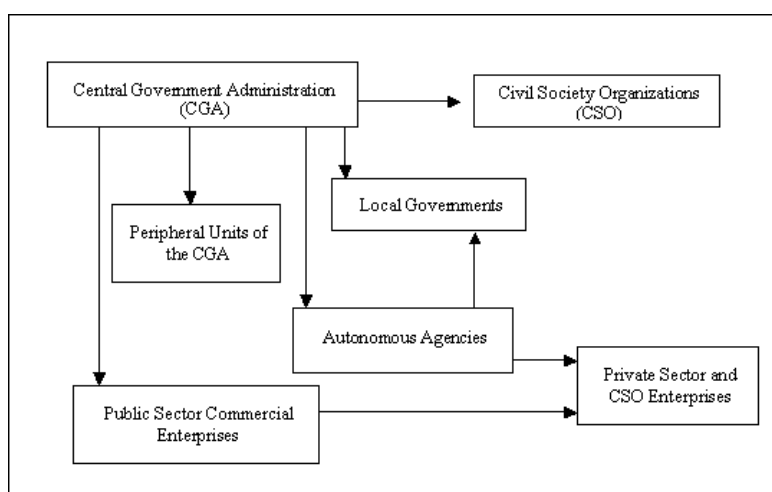 Central Government Administration
(CGA)
Civil Society Organizations
(CSO)
Local Governments
Peripheral Units of
the CGA
Autonomous Agencies
Private Sector and
CSO Enterprises
Public Sector Commercial
Enterprises